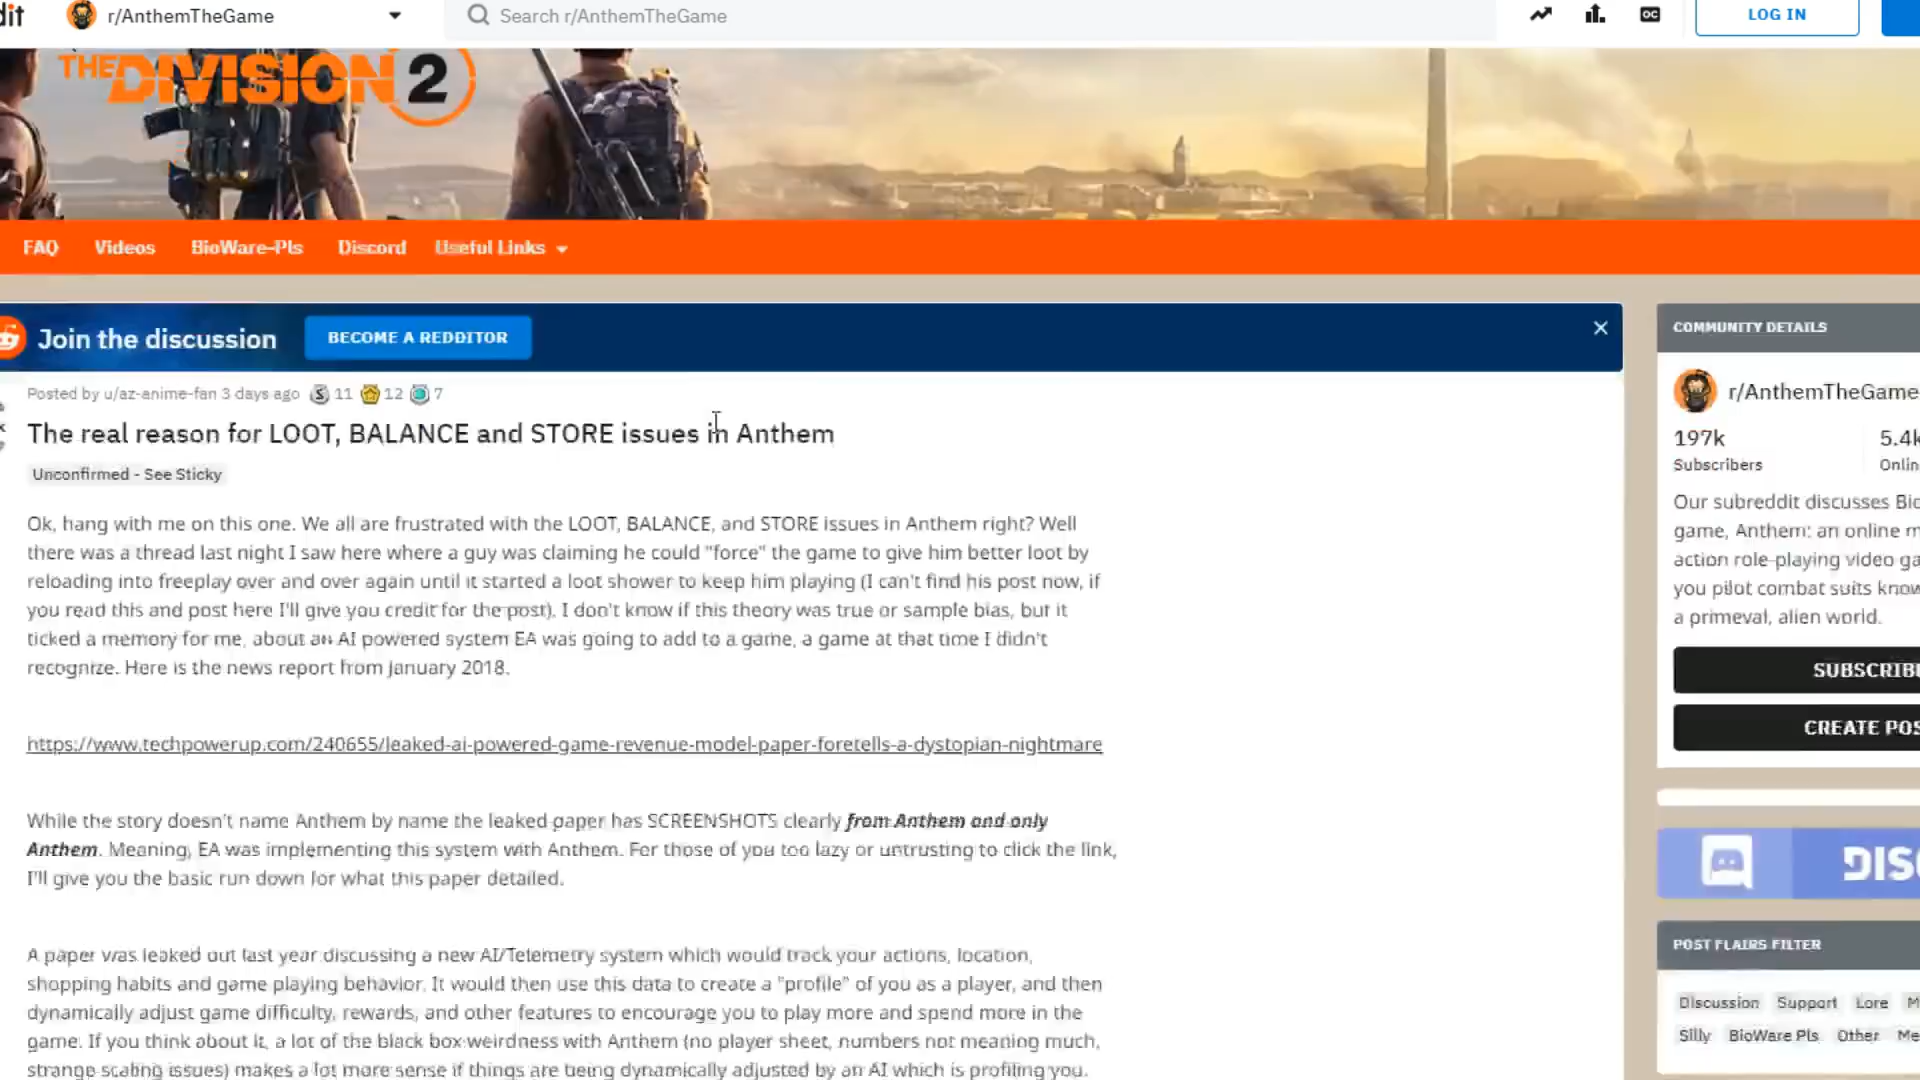 dit r/AnthemTheGame Search r/AnthemTheGame OC LOG IN
THE DIVISION 2
FAQ Videos BioWare-Pls Discord Useful Links
Join the discussion BECOME A REDDITOR
Posted by u/az-anime-fan 3 days ago S 11 12 7
The real reason for LOOT, BALANCE and STORE issues in Anthem
Unconfirmed - See Sticky
Ok, hang with me on this one. We all are frustrated with the LOOT, BALANCE, and STORE issues in Anthem right? Well
there was a thread last night I saw here where a guy was claiming he could "force" the game to give him better loot by
reloading into freeplay over and over again until it started a loot shower to keep him playing (I can't find his post now, if
you read this and post here I'll give you credit for the post). I don't know if this theory was true or sample bias, but it
ticked a memory for me, about an AI powered system EA was going to add to a game, a game at that time I didn't
recognize. Here is the news report from January 2018.
https://www.techpowerup.com/240655/leaked-ai-powered-game-revenue-model-paper-foretells-a-dystopian-nightmare
While the story doesn't name Anthem by name the leaked paper has SCREENSHOTS clearly from Anthem and only
Anthem. Meaning, EA was implementing this system with Anthem. For those of you too lazy or untrusting to click the link,
I'll give you the basic run down for what this paper detailed.
A paper was leaked out last year discussing a new AI/Telemetry system which would track your actions, location,
shopping habits and game playing behavior. It would then use this data to create a "profile" of you as a player, and then
dynamically adjust game difficulty, rewards, and other features to encourage you to play more and spend more in the
game. If you think about it, a lot of the black box weirdness with Anthem (no player sheet, numbers not meaning much,
strange scaling issues) makes a lot more sense if things are being dynamically adjusted by an AI which is profiling you.
COMMUNITY DETAILS
r/AnthemTheGame
197k 5.4k
Subscribers Onlin
Our subreddit discusses Bio
game, Anthem: an online m
action role-playing video ga
you pilot combat suits know
a primeval, alien world.
SUBSCRIB
CREATE POS
DISC
POST FLAIRS FILTER
Discussion Support Lore M
Silly BioWare Pls Other Me